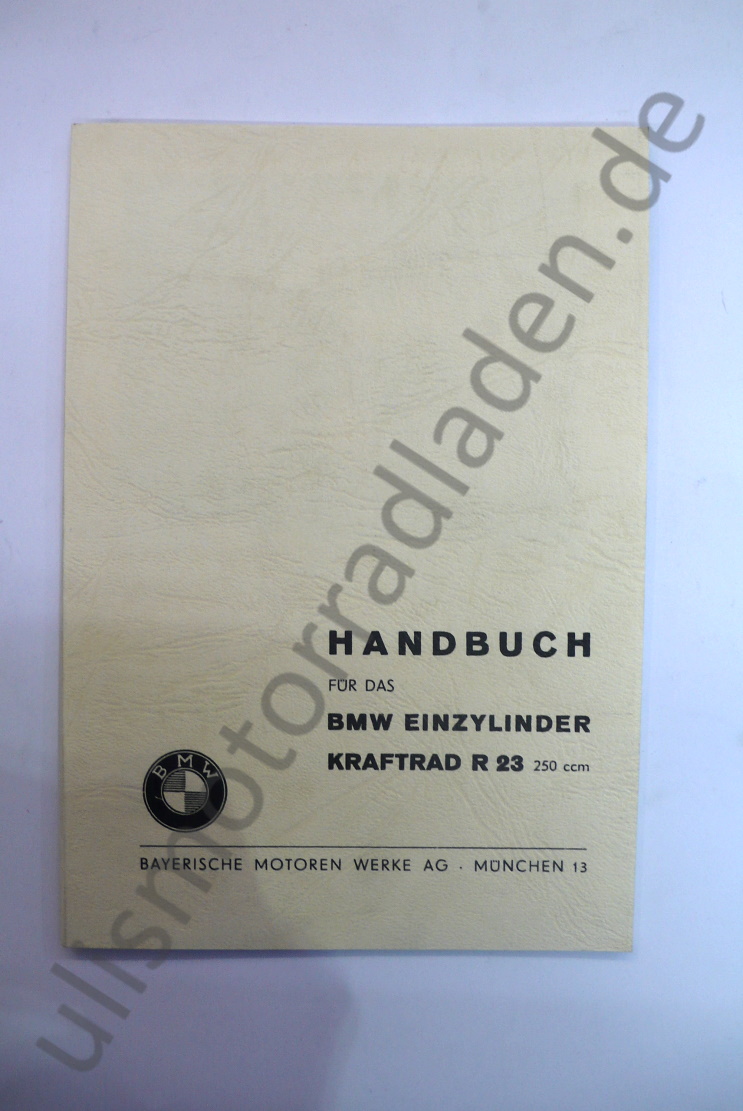 HANDBUCH
FÜR DAS
BMW EINZYLINDER
KRAFTRAD R 23 250 ccm
BMW
BAYERISCHE MOTOREN WERKE AG · MÜNCHEN 13
ulismotorradladen.de